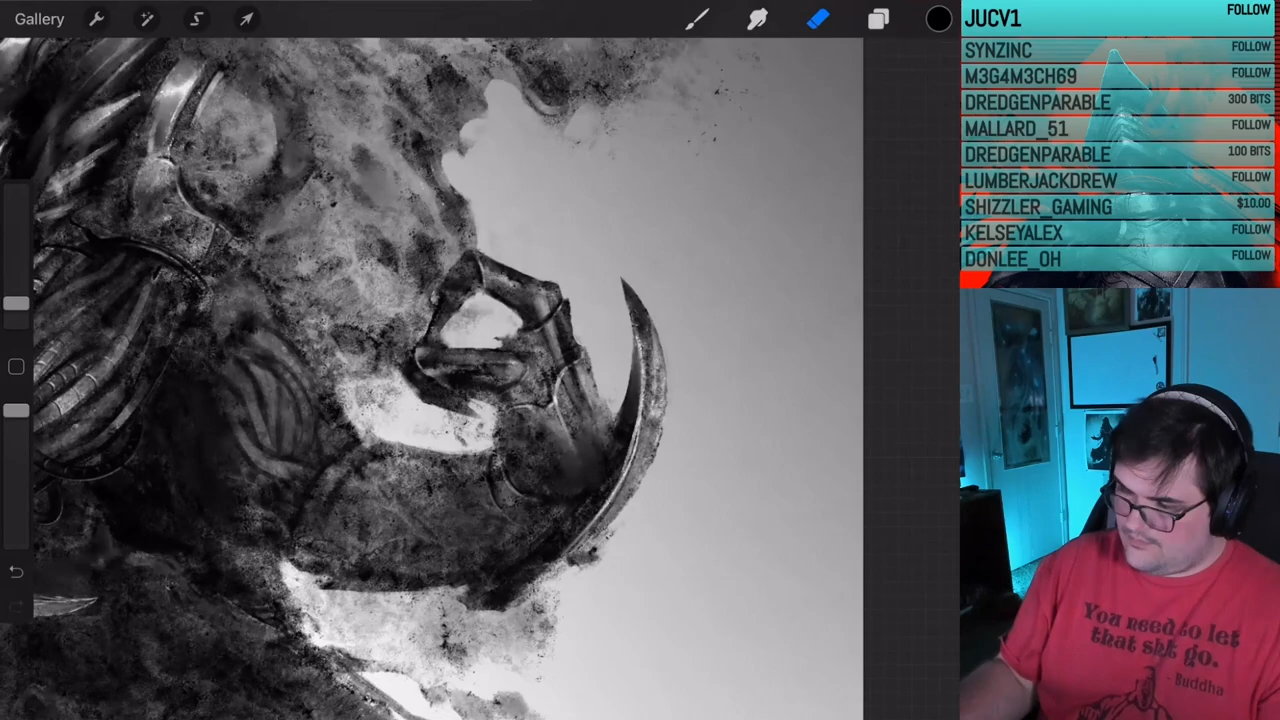 Gallery
JUCV1 FOLLOW
SYNZINC FOLLOW
M3G4M3CH69 FOLLOW
DREDGENPARABLE 300 BITS
MALLARD_51 FOLLOW
DREDGENPARABLE 100 BITS
LUMBERJACKDREW FOLLOW
SHIZZLER_GAMING $10.00
KELSEYALEX FOLLOW
DONLEE_OH FOLLOW
You need to let
that sh*t go.
- Buddha